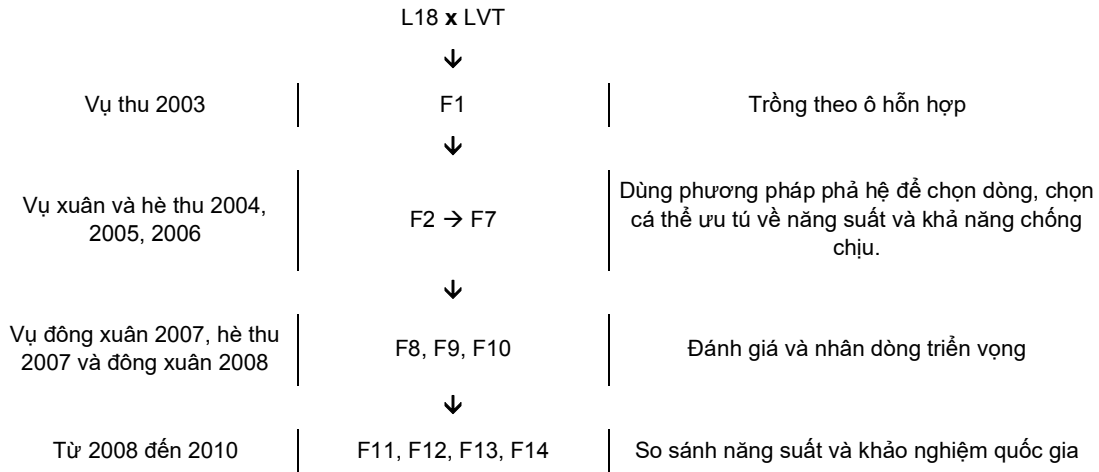 L18 x LVT
↓
Vụ thu 2003
F1
Trồng theo ô hỗn hợp
↓
Vụ xuân và hè thu 2004,
2005, 2006
F2 → F7
Dùng phương pháp phả hệ để chọn dòng, chọn
cá thể ưu tú về năng suất và khả năng chống
chịu.
↓
Vụ đông xuân 2007, hè thu
2007 và đông xuân 2008
F8, F9, F10
Đánh giá và nhân dòng triển vọng
↓
Từ 2008 đến 2010
F11, F12, F13, F14
So sánh năng suất và khảo nghiệm quốc gia